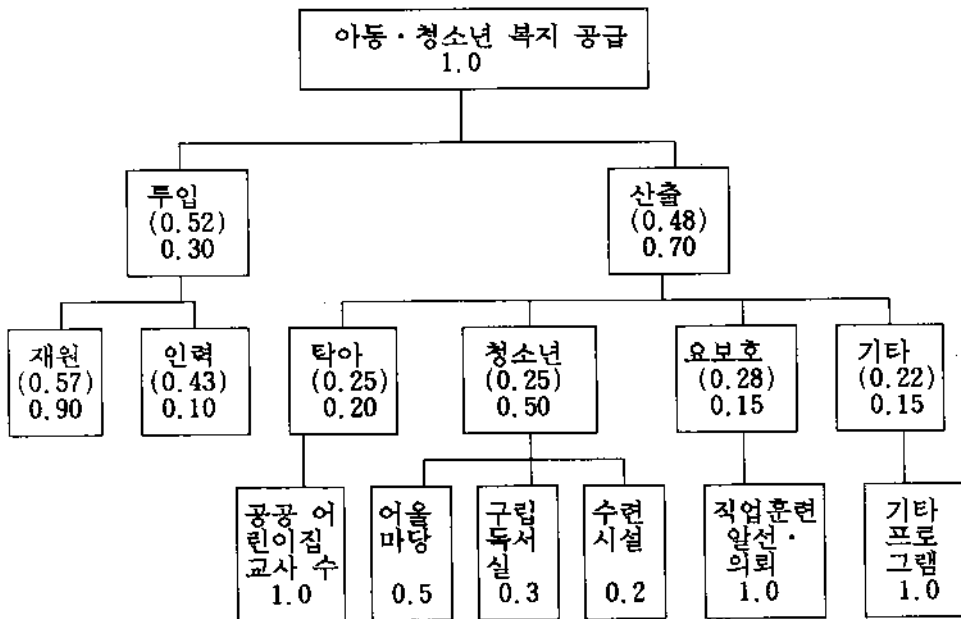 아동·청소년 복지 공급
1.0
투입
(0.52)
0.30
산출
(0.48)
0.70
재원
(0.57)
0.90
인력
(0.43)
0.10
탁아
(0.25)
0.20
청소년
(0.25)
0.50
요보호
(0.28)
0.15
기타
(0.22)
0.15
공공 어
린이집
교사 수
1.0
어울
마당
0.5
구립
독서
실
0.3
수련
시설
0.2
직업훈련
알선·
의뢰
1.0
기타
프로
그램
1.0